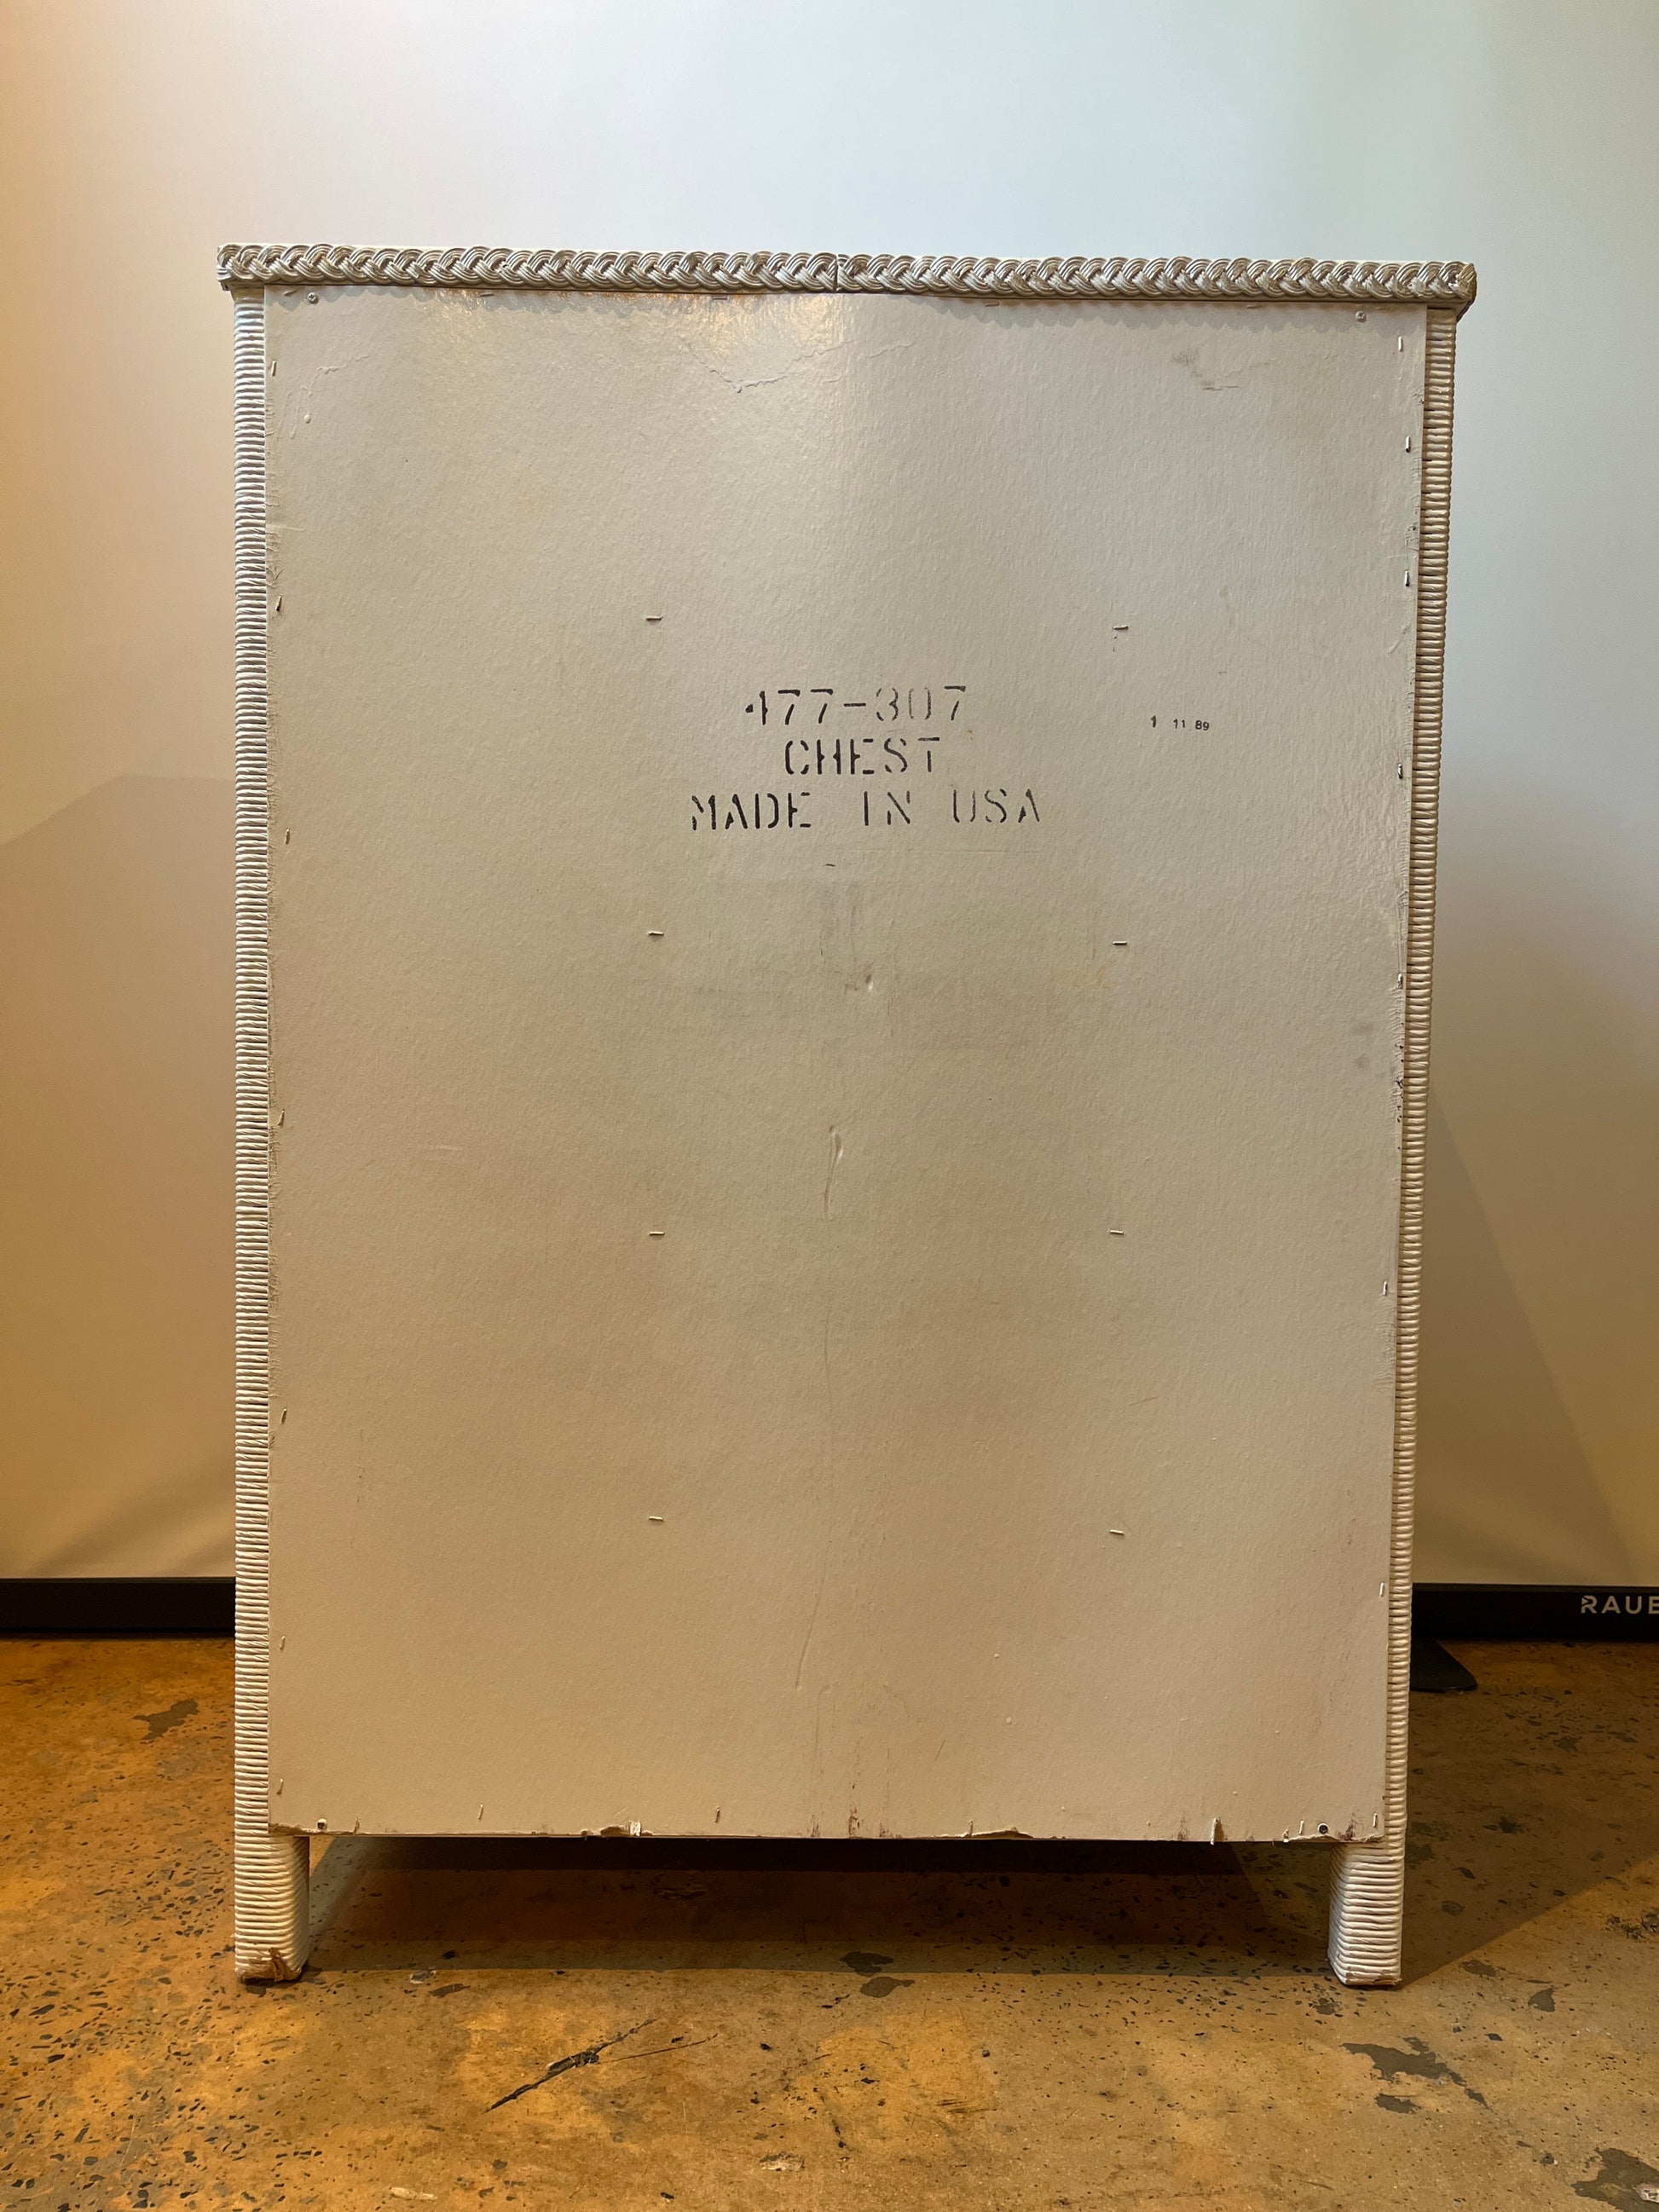 477-307
1 11 89
CHEST
MADE IN USA
RAUE